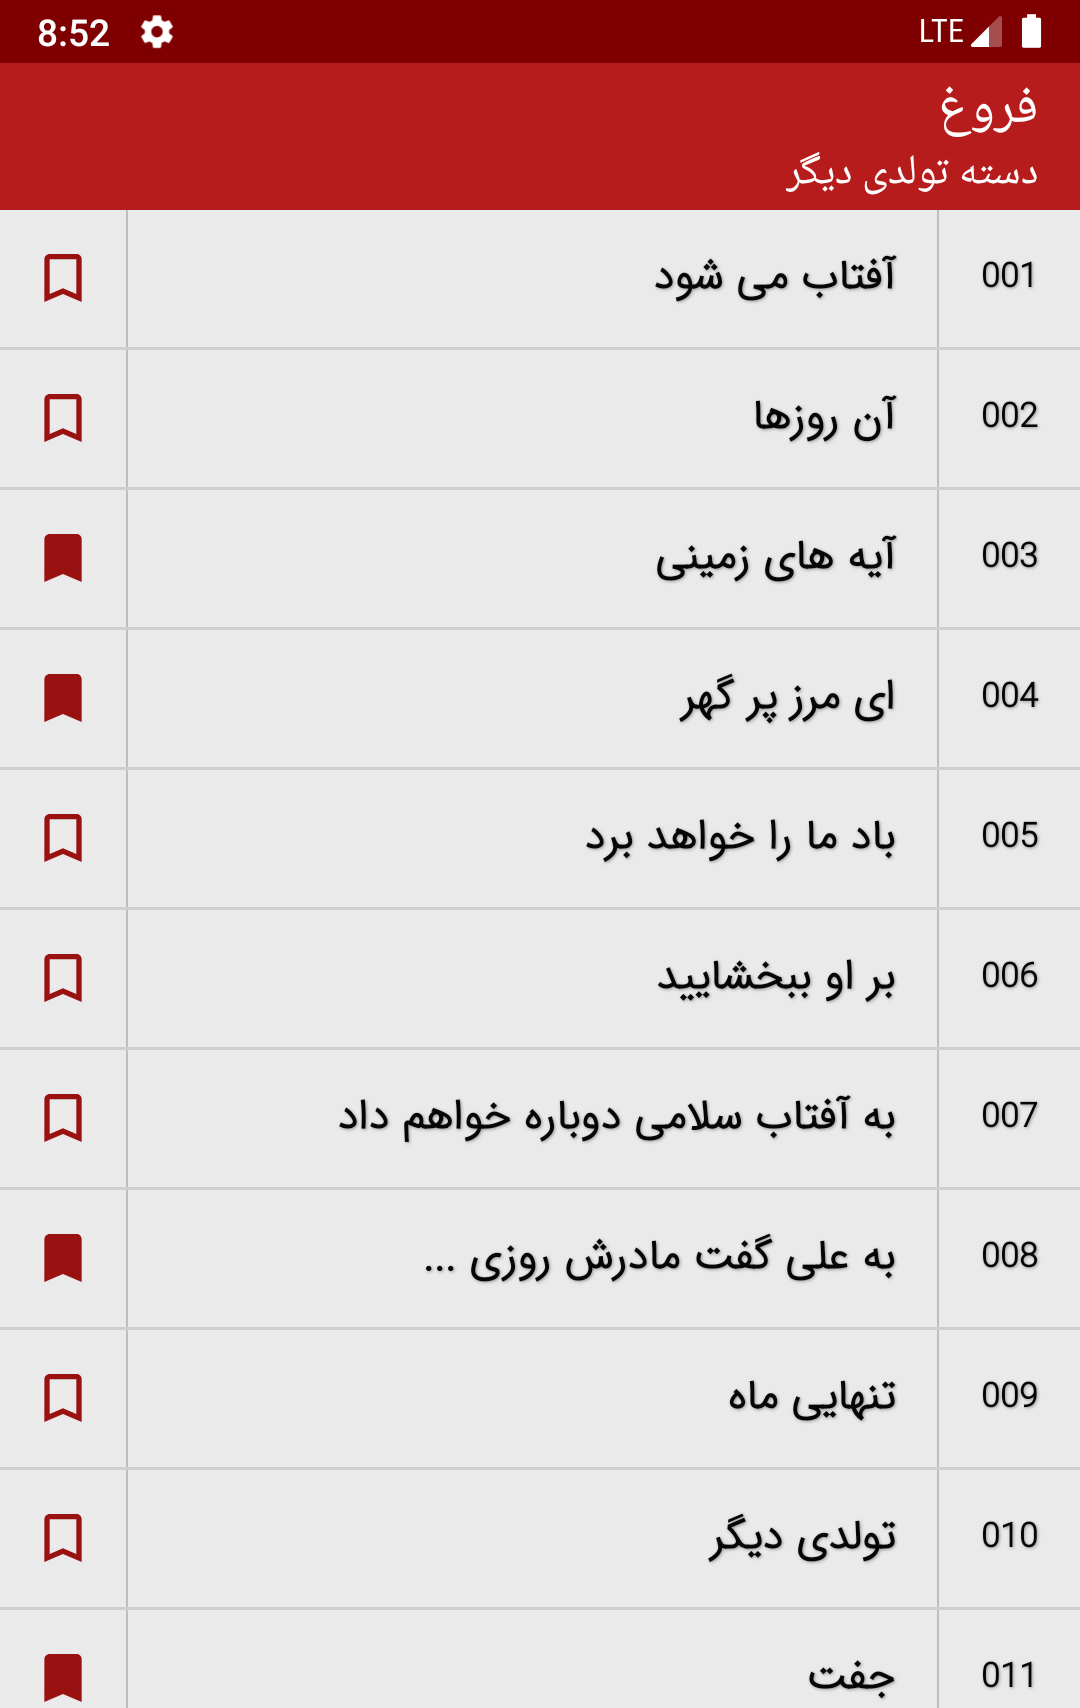 8:52 LTE
فروغ
دسته تولدی دیگر
001 آفتاب می شود
002 آن روزها
003 آیه های زمینی
004 ای مرز پر گهر
005 باد ما را خواهد برد
006 بر او ببخشایید
007 به آفتاب سلامی دوباره خواهم داد
008 به علی گفت مادرش روزی ...
009 تنهایی ماه
010 تولدی دیگر
011 جفت